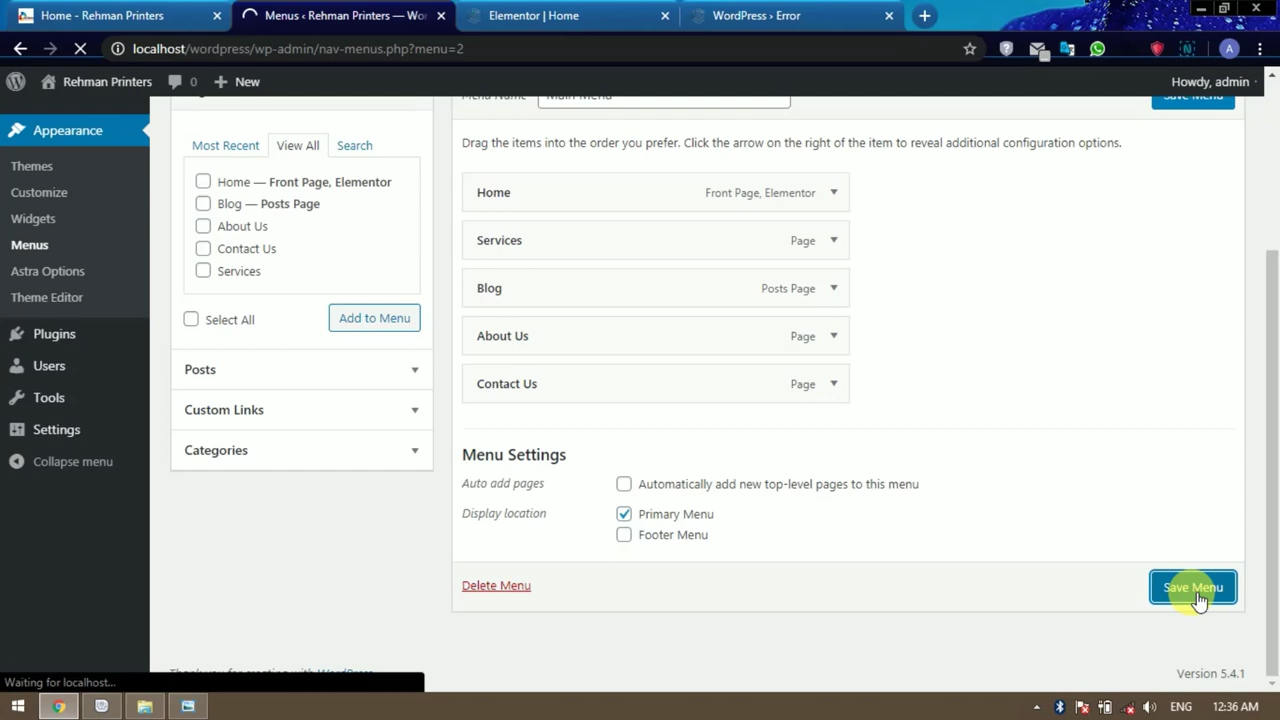 Home - Rehman Printers
Menus ‹ Rehman Printers — Wor
Elementor | Home
WordPress › Error
localhost/wordpress/wp-admin/nav-menus.php?menu=2
A
Rehman Printers
0
New
Howdy, admin
Appearance
Themes
Customize
Widgets
Menus
Astra Options
Theme Editor
Plugins
Users
Tools
Settings
Collapse menu
Most Recent
View All
Search
Home — Front Page, Elementor
Blog — Posts Page
About Us
Contact Us
Services
Select All
Add to Menu
Posts
Custom Links
Categories
Menu Name
Main Menu
Save Menu
Drag the items into the order you prefer. Click the arrow on the right of the item to reveal additional configuration options.
Home
Front Page, Elementor
Services
Page
Blog
Posts Page
About Us
Page
Contact Us
Page
Menu Settings
Auto add pages
Automatically add new top-level pages to this menu
Display location
Primary Menu
Footer Menu
Delete Menu
Save Menu
Thank you for creating with WordPress.
Version 5.4.1
Waiting for localhost...
ENG
12:36 AM